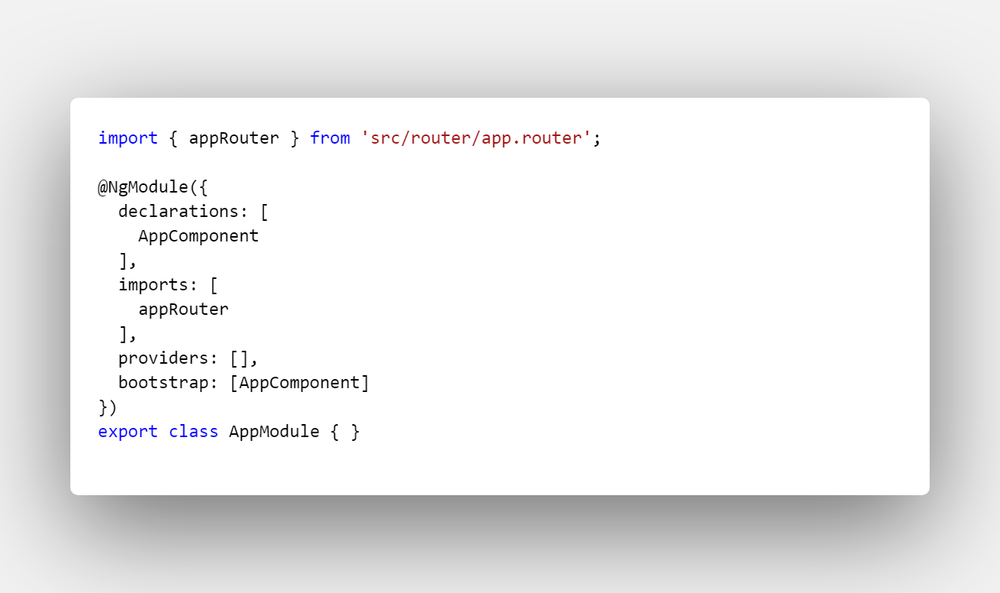 import { appRouter } from 'src/router/app.router';
@NgModule({
  declarations: [
    AppComponent
  ],
  imports: [
    appRouter
  ],
  providers: [],
  bootstrap: [AppComponent]
})
export class AppModule { }